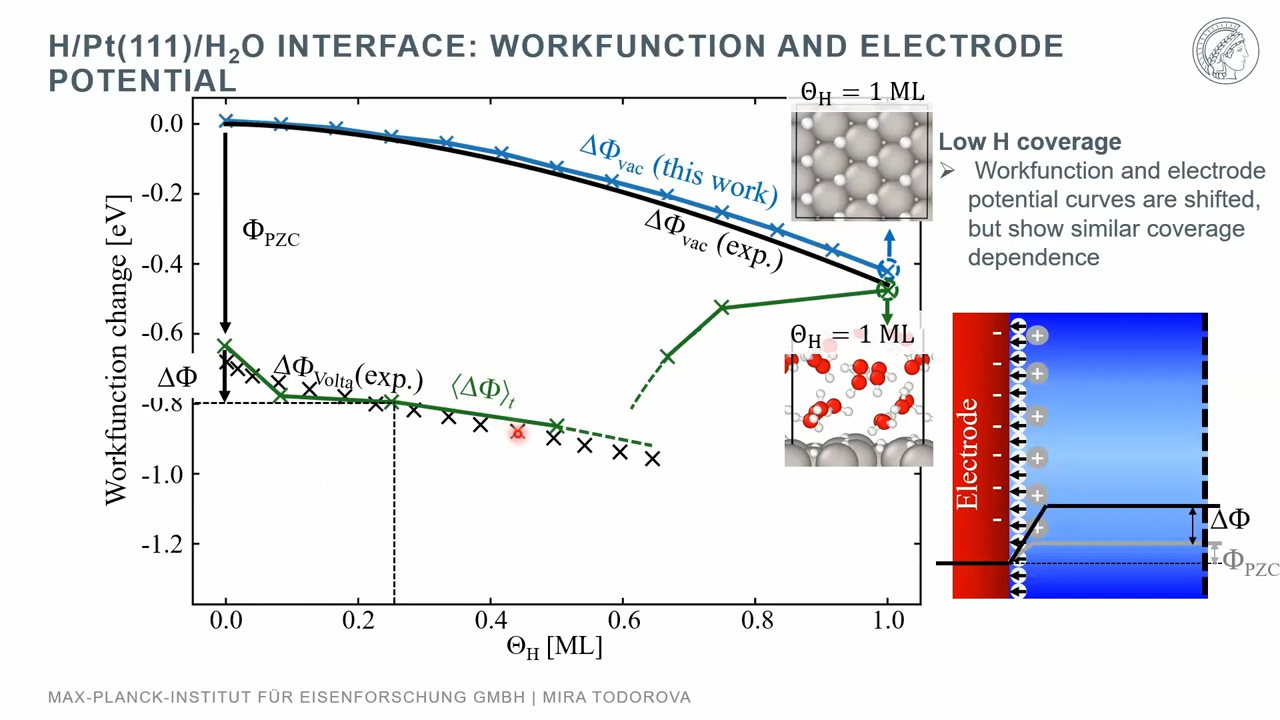 H/Pt(111)/H₂O INTERFACE: WORKFUNCTION AND ELECTRODE
POTENTIAL
Θ_H = 1 ML
0.0
-0.2
-0.4
-0.6
-0.8
-1.0
-1.2
Workfunction change [eV]
ΔΦ_vac (this work)
ΔΦ_vac (exp.)
Φ_PZC
ΔΦ
ΔΦ_Volta (exp.)
⟨ΔΦ⟩_t
Θ_H = 1 ML
0.0 0.2 0.4 0.6 0.8 1.0
Θ_H [ML]
Low H coverage
➢ Workfunction and electrode
potential curves are shifted,
but show similar coverage
dependence
Electrode
- - - - - - -
+ + + + + +
ΔΦ
Φ_PZC
MAX-PLANCK-INSTITUT FÜR EISENFORSCHUNG GMBH | MIRA TODOROVA